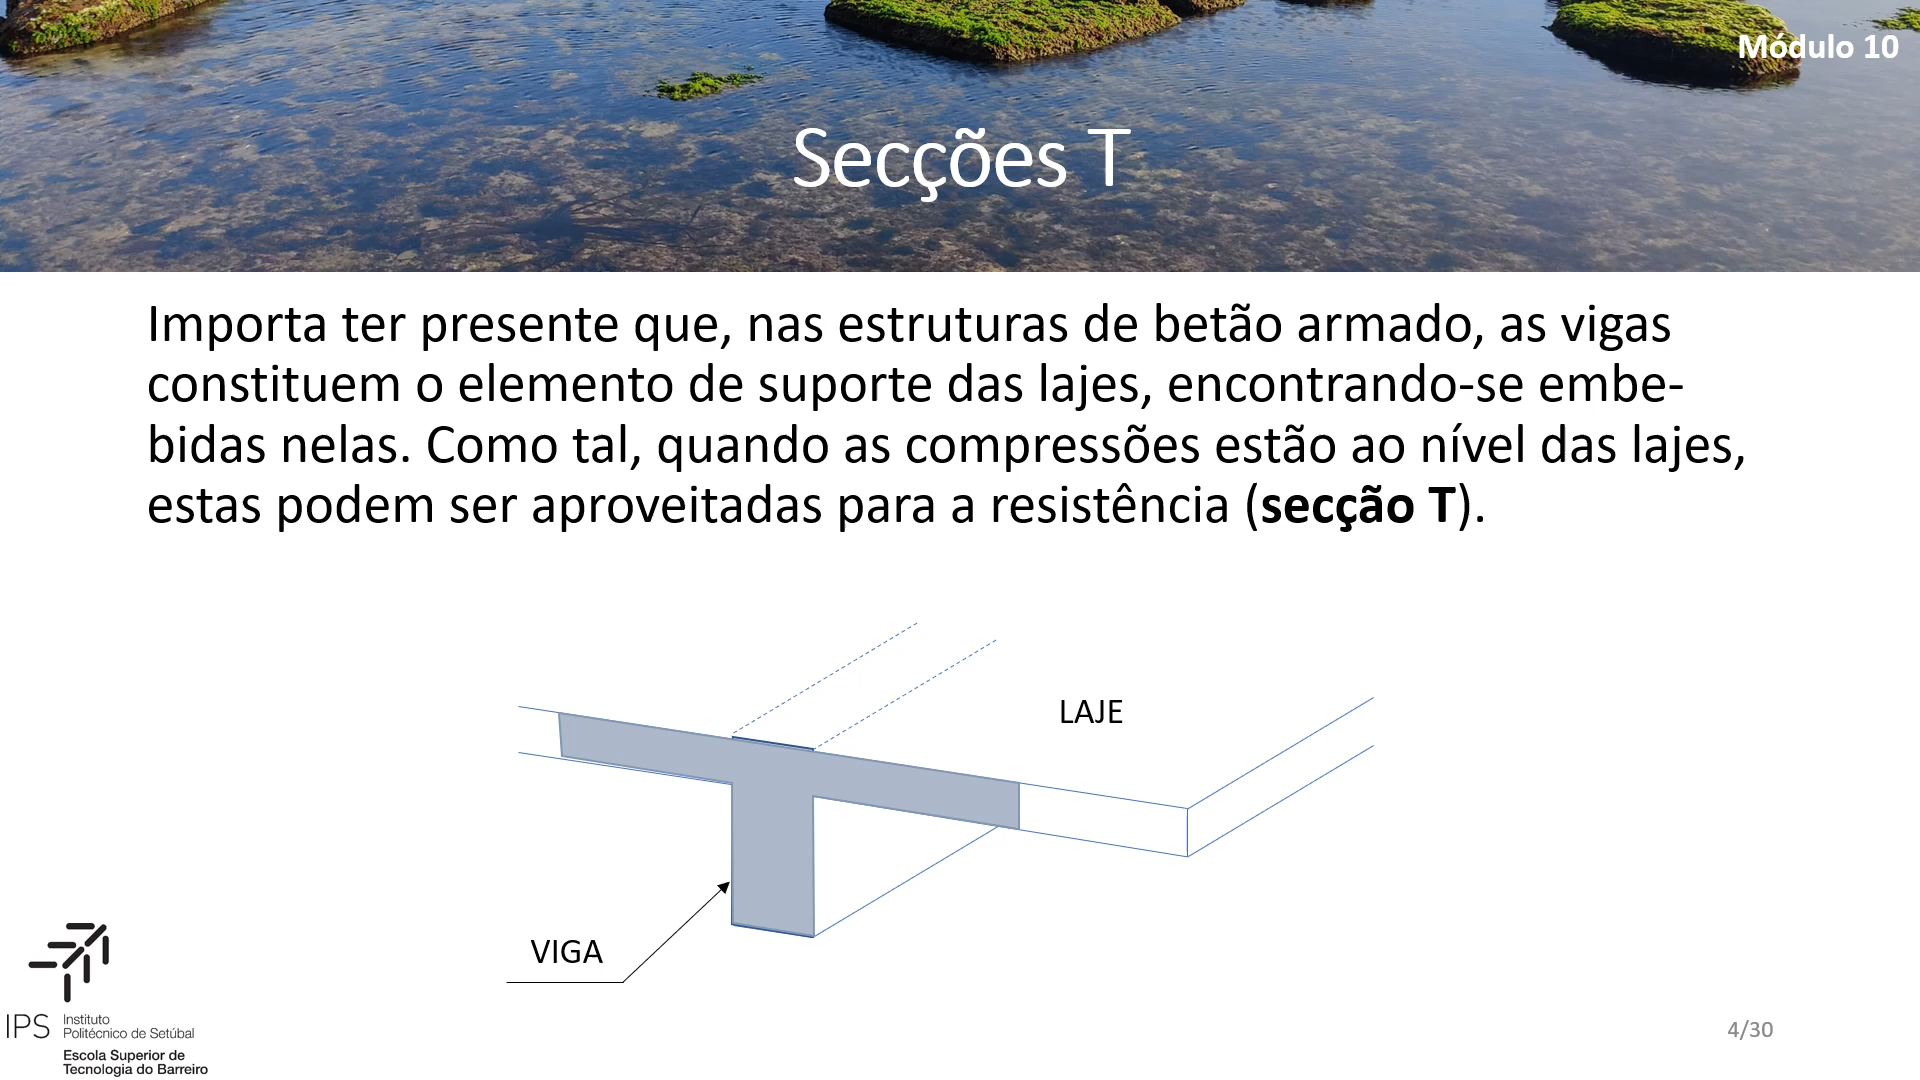 Módulo 10
Secções T
Importa ter presente que, nas estruturas de betão armado, as vigas
constituem o elemento de suporte das lajes, encontrando-se embe-
bidas nelas. Como tal, quando as compressões estão ao nível das lajes,
estas podem ser aproveitadas para a resistência (secção T).
LAJE
VIGA
IPS Instituto
Politécnico de Setúbal
Escola Superior de
Tecnologia do Barreiro
4/30